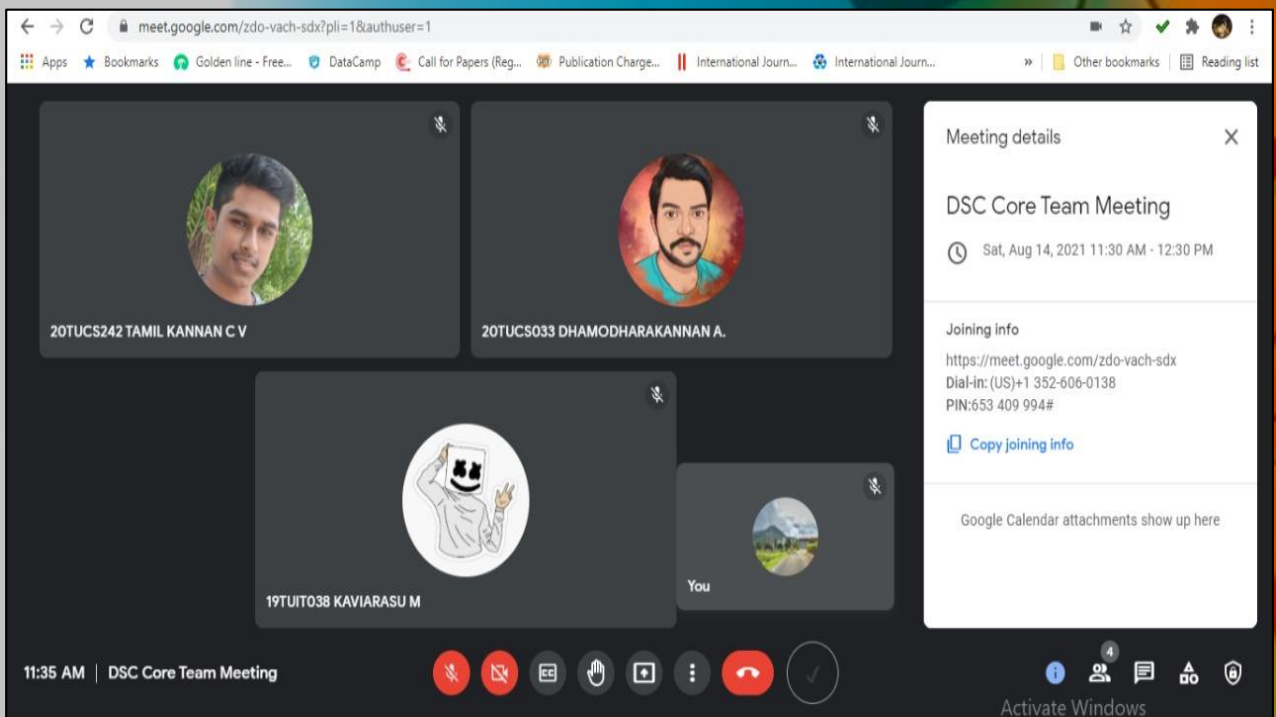 meet.google.com/zdo-vach-sdx?pli=1&authuser=1
Apps Bookmarks Golden line - Free... DataCamp Call for Papers (Reg... Publication Charge... International Journ... International Journ... » Other bookmarks Reading list
Meeting details
DSC Core Team Meeting
Sat, Aug 14, 2021 11:30 AM - 12:30 PM
20TUCS242 TAMIL KANNAN C V
20TUCS033 DHAMODHARAKANNAN A.
Joining info
https://meet.google.com/zdo-vach-sdx
Dial-in: (US)+1 352-606-0138
PIN:653 409 994#
Copy joining info
Google Calendar attachments show up here
You
19TUIT038 KAVIARASU M
11:35 AM | DSC Core Team Meeting
CC
4
Activate Windows